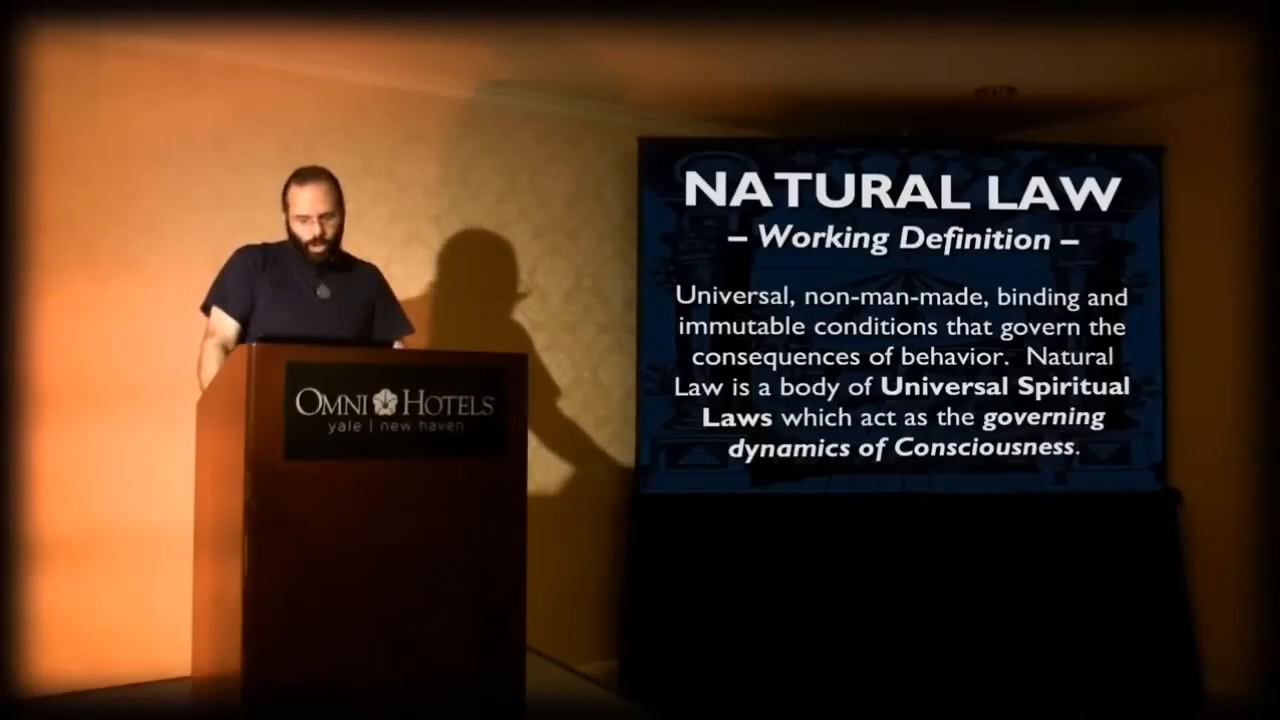 OMNI HOTELS
yale | new haven
NATURAL LAW
– Working Definition –
Universal, non-man-made, binding and
immutable conditions that govern the
consequences of behavior. Natural
Law is a body of Universal Spiritual
Laws which act as the governing
dynamics of Consciousness.